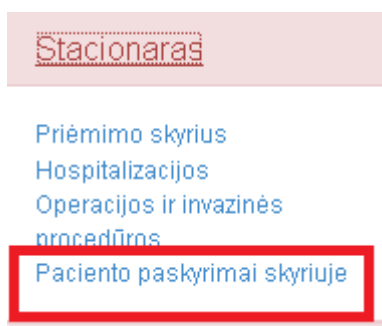 Stacionaras
Priėmimo skyrius
Hospitalizacijos
Operacijos ir invazinės
procedūros
Paciento paskyrimai skyriuje